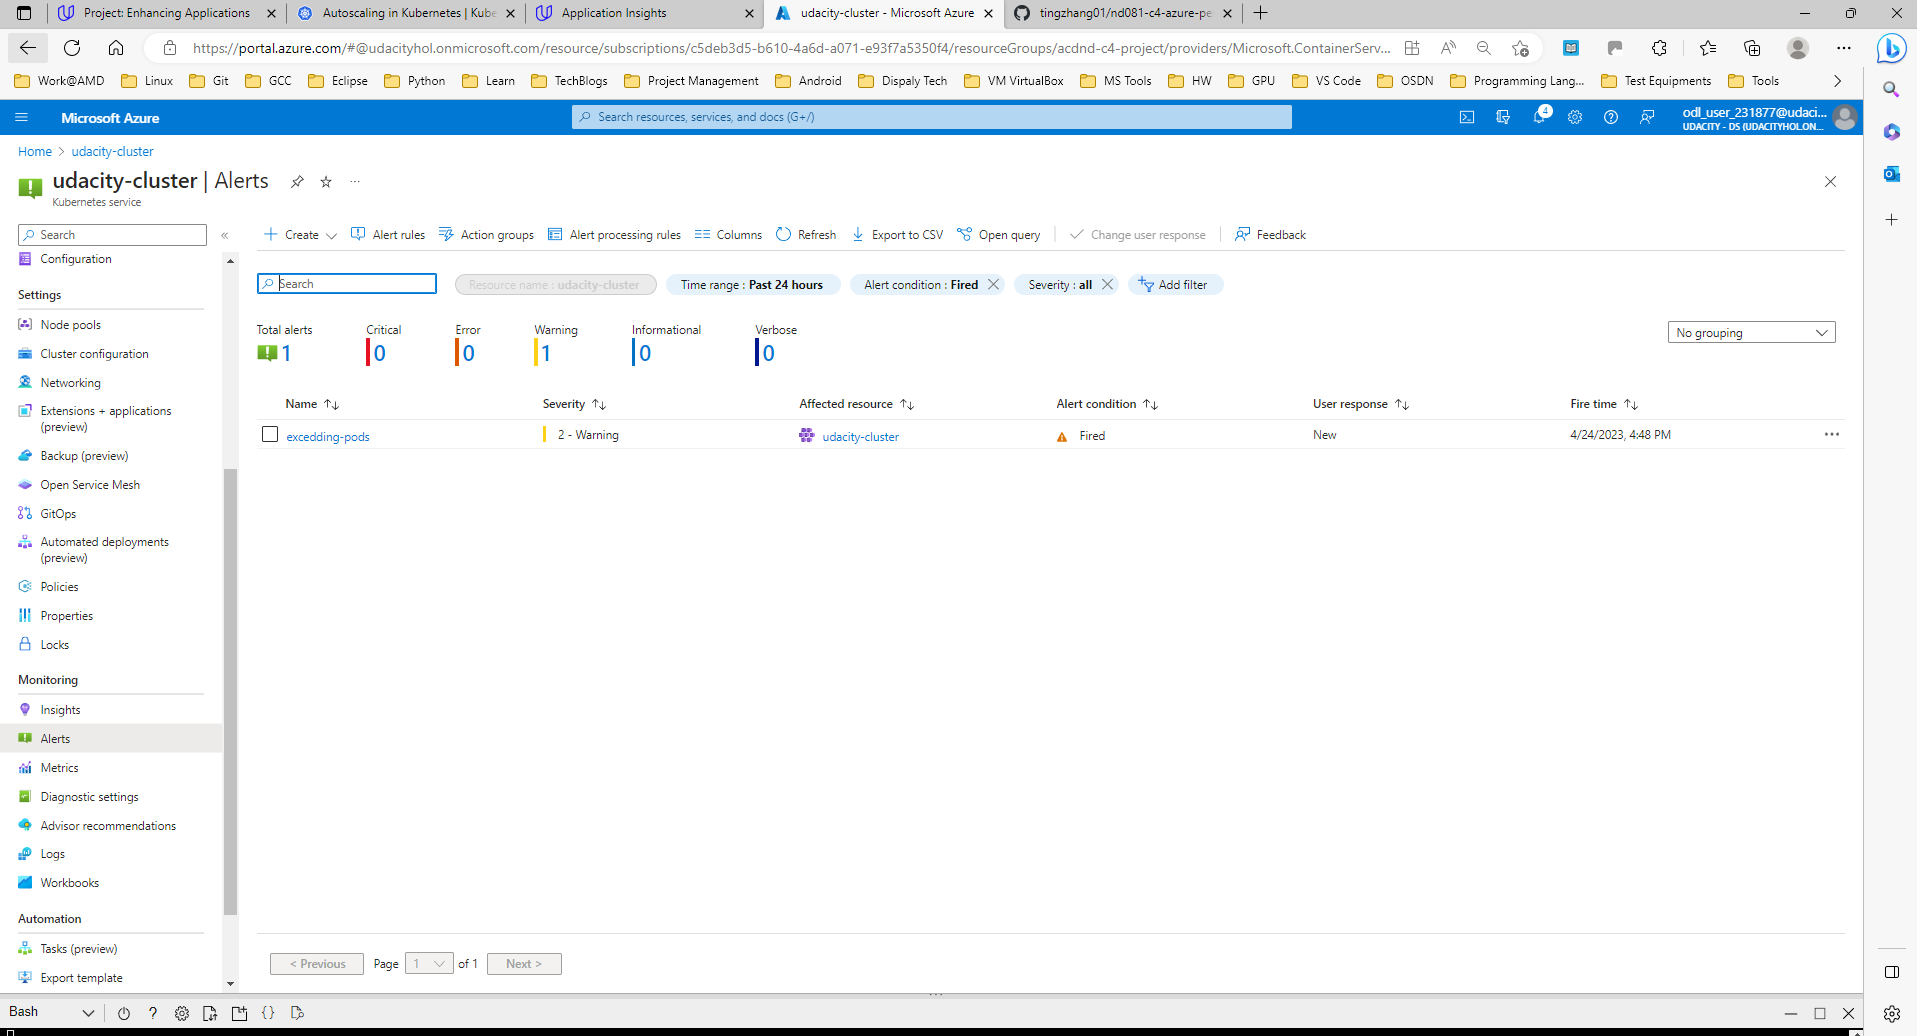 Project: Enhancing Applications
Autoscaling in Kubernetes | Kube
Application Insights
udacity-cluster - Microsoft Azure
tingzhang01/nd081-c4-azure-pe
https://portal.azure.com/#@udacityhol.onmicrosoft.com/resource/subscriptions/c5deb3d5-b610-4a6d-a071-e93f7a5350f4/resourceGroups/acdnd-c4-project/providers/Microsoft.ContainerServ...
Work@AMD Linux Git GCC Eclipse Python Learn TechBlogs Project Management Android Dispaly Tech VM VirtualBox MS Tools HW GPU VS Code OSDN Programming Lang... Test Equipments Tools
Microsoft Azure
Search resources, services, and docs (G+/)
4
odl_user_231877@udaci...
UDACITY - DS (UDACITYHOL.ON...
Home > udacity-cluster
udacity-cluster | Alerts
Kubernetes service
Search
Configuration
Settings
Node pools
Cluster configuration
Networking
Extensions + applications
(preview)
Backup (preview)
Open Service Mesh
GitOps
Automated deployments
(preview)
Policies
Properties
Locks
Monitoring
Insights
Alerts
Metrics
Diagnostic settings
Advisor recommendations
Logs
Workbooks
Automation
Tasks (preview)
Export template
Create Alert rules Action groups Alert processing rules Columns Refresh Export to CSV Open query Change user response Feedback
Search Resource name : udacity-cluster Time range : Past 24 hours Alert condition : Fired Severity : all Add filter
Total alerts Critical Error Warning Informational Verbose
1 0 0 1 0 0
No grouping
Name Severity Affected resource Alert condition User response Fire time
excedding-pods 2 - Warning udacity-cluster Fired New 4/24/2023, 4:48 PM
< Previous Page 1 of 1 Next >
Bash